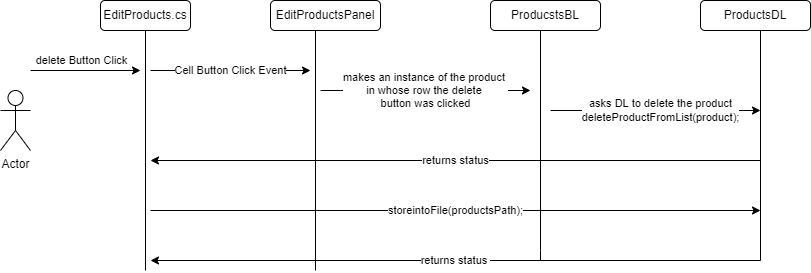 EditProducts.cs
EditProductsPanel
ProducstsBL
ProductsDL
delete Button Click
Cell Button Click Event
makes an instance of the product
in whose row the delete
button was clicked
asks DL to delete the product
deleteProductFromList(product);
Actor
returns status
storeintoFile(productsPath);
returns status